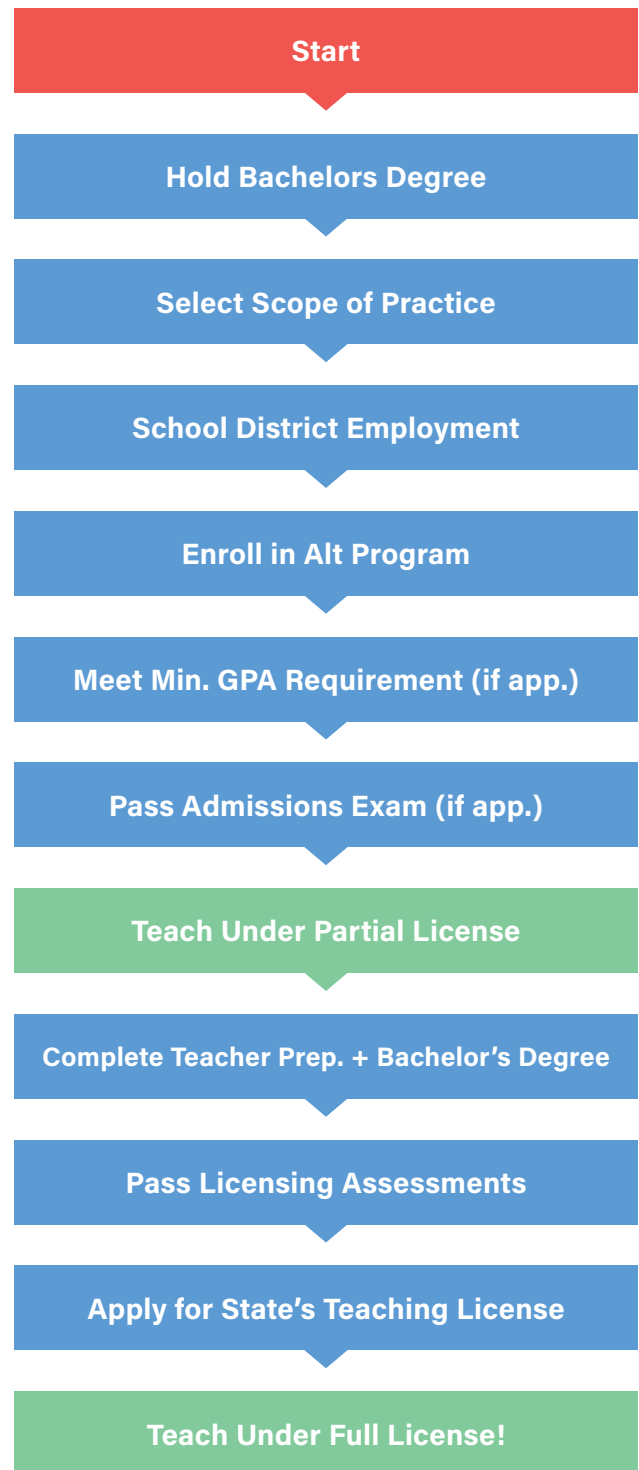 Start
Hold Bachelors Degree
Select Scope of Practice
School District Employment
Enroll in Alt Program
Meet Min. GPA Requirement (if app.)
Pass Admissions Exam (if app.)
Teach Under Partial License
Complete Teacher Prep. + Bachelor’s Degree
Pass Licensing Assessments
Apply for State’s Teaching License
Teach Under Full License!